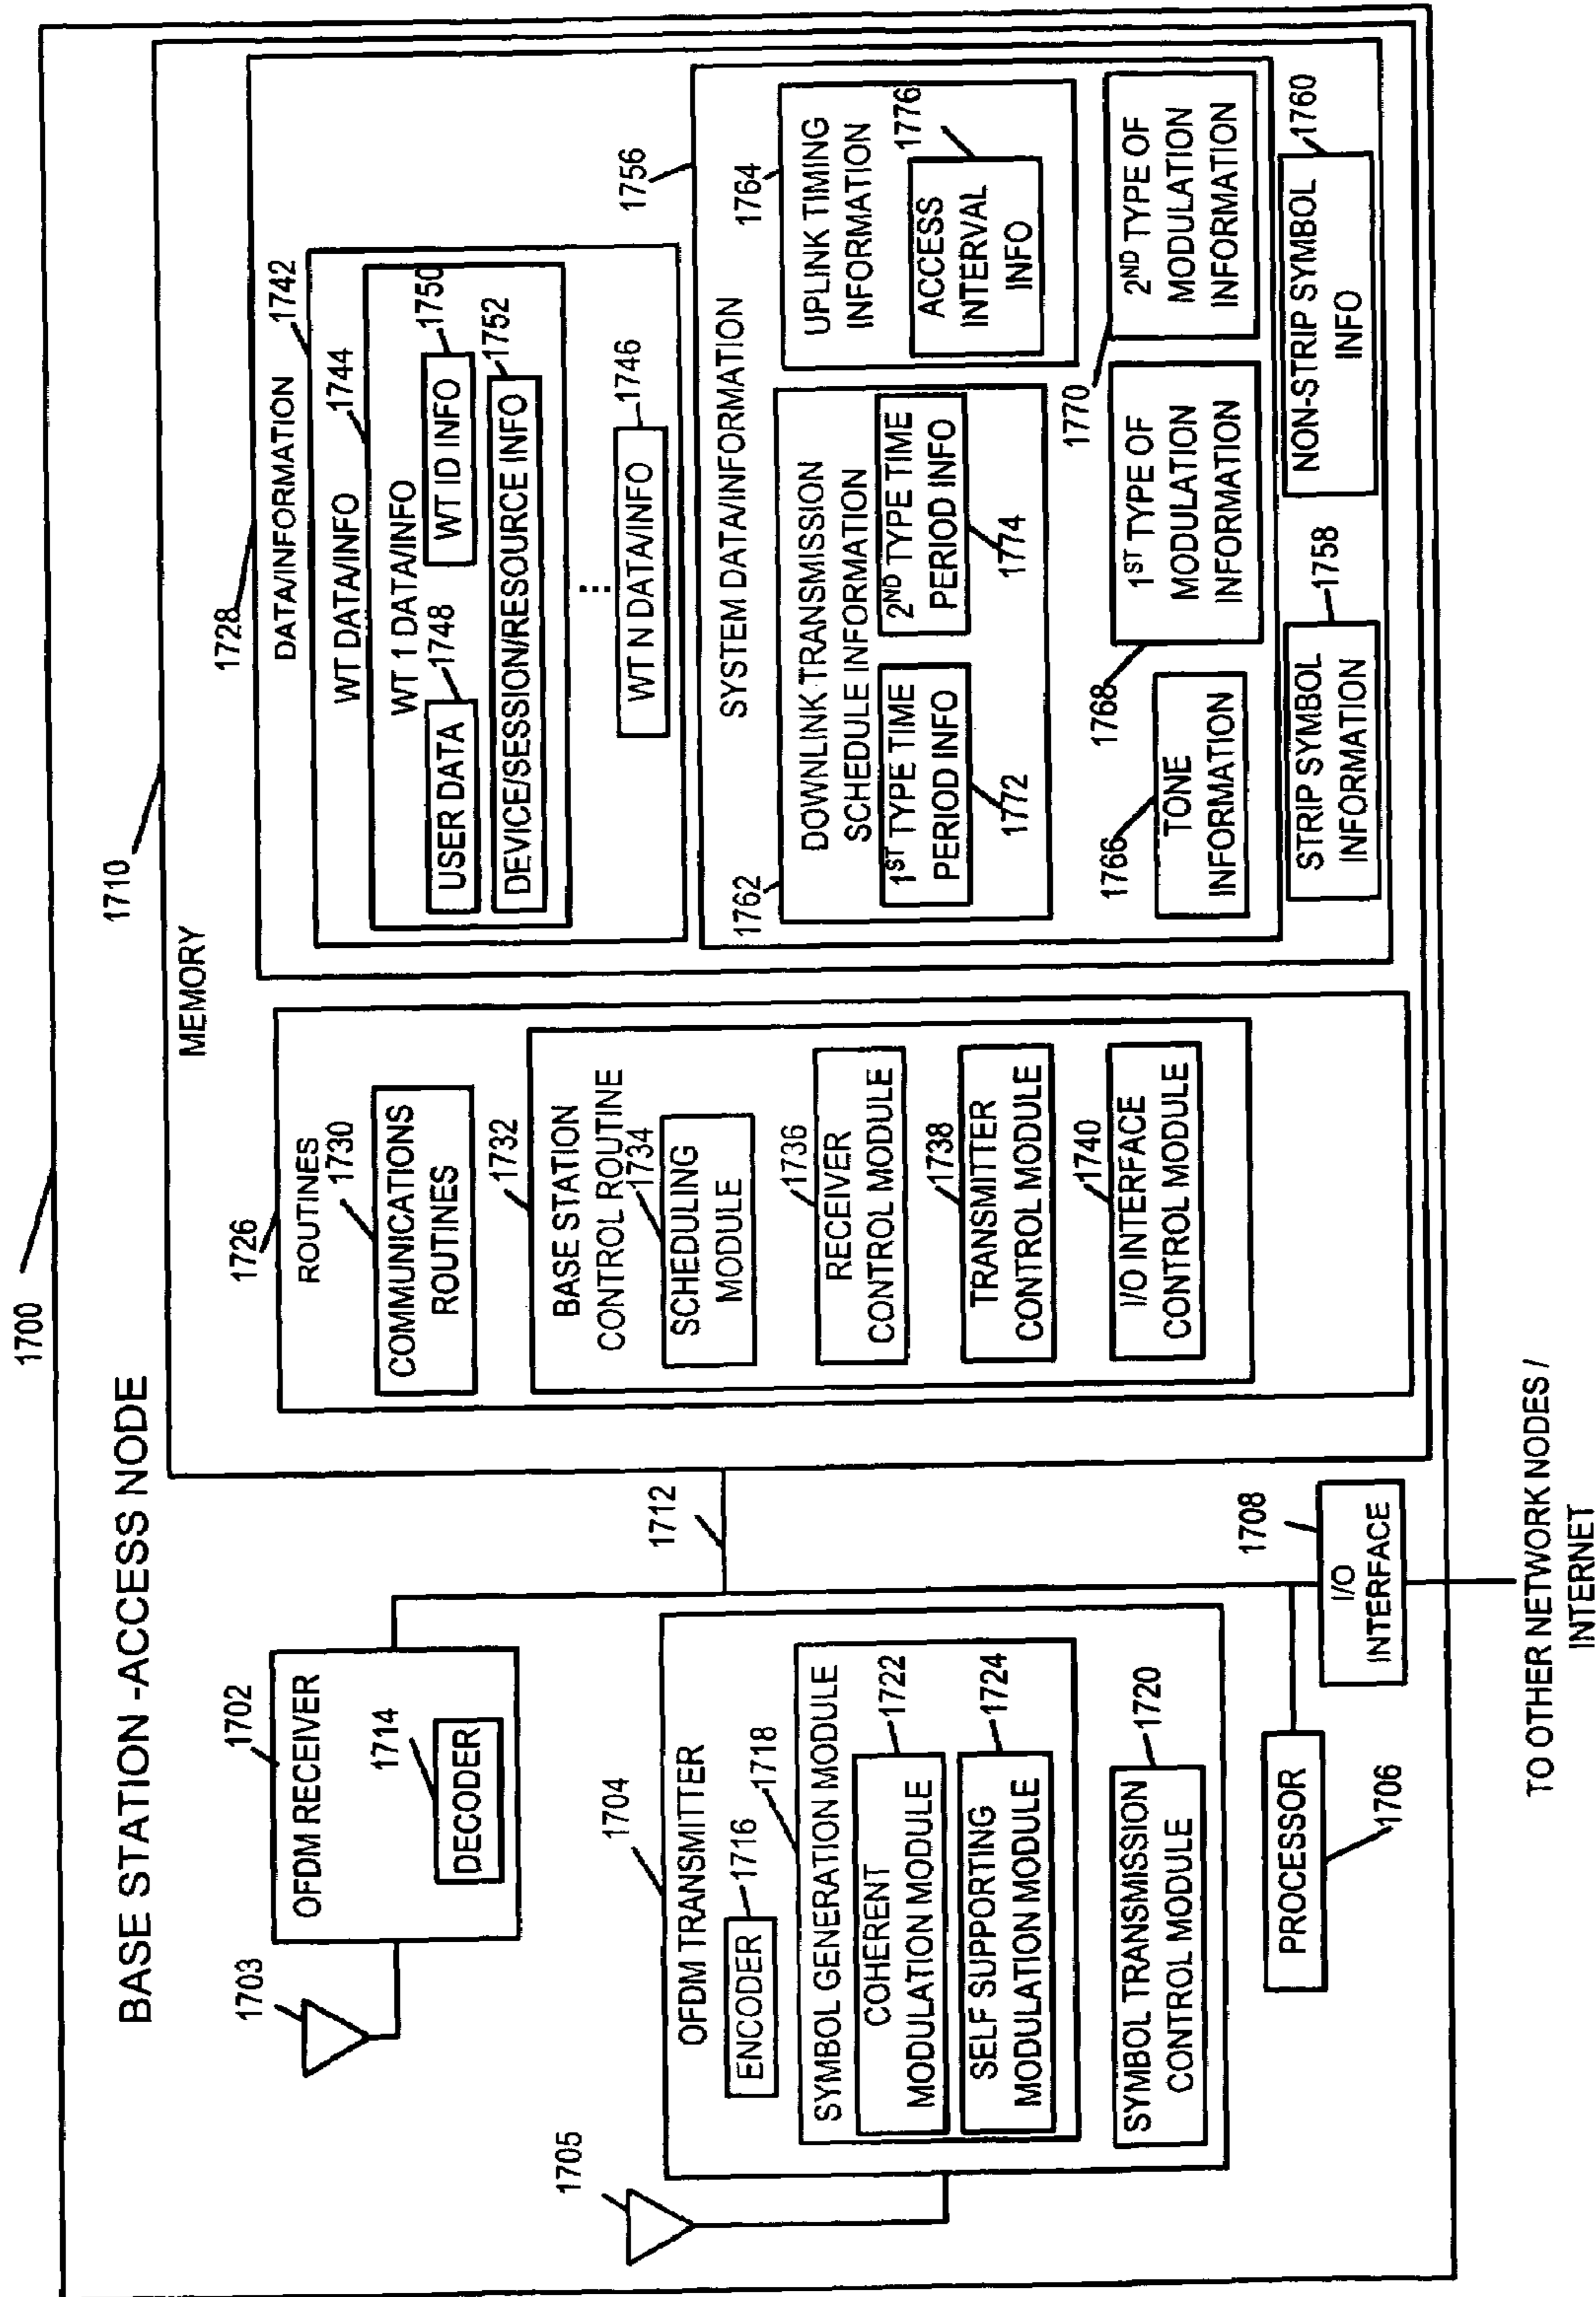 1700
BASE STATION -ACCESS NODE
1703
1702
OFDM RECEIVER
1714
DECODER
1705
1704
OFDM TRANSMITTER
ENCODER
1716
1718
SYMBOL GENERATION MODULE
COHERENT
MODULATION MODULE
1722
SELF SUPPORTING
MODULATION MODULE
1724
SYMBOL TRANSMISSION
CONTROL MODULE
1720
PROCESSOR
1706
1712
1708
I/O
INTERFACE
TO OTHER NETWORK NODES /
INTERNET
1710
MEMORY
1726
ROUTINES
1730
COMMUNICATIONS
ROUTINES
1732
BASE STATION
CONTROL ROUTINE
1734
SCHEDULING
MODULE
1736
RECEIVER
CONTROL MODULE
1738
TRANSMITTER
CONTROL MODULE
1740
I/O INTERFACE
CONTROL MODULE
1728
DATA/INFORMATION
1742
WT DATA/INFO
1744
WT 1 DATA/INFO
1750
USER DATA
1748
WT ID INFO
1752
DEVICE/SESSION/RESOURCE INFO
...
1746
WT N DATA/INFO
1756
SYSTEM DATA/INFORMATION
1762
DOWNLINK TRANSMISSION
SCHEDULE INFORMATION
1ST TYPE TIME
PERIOD INFO
1772
2ND TYPE TIME
PERIOD INFO
1774
1764
UPLINK TIMING
INFORMATION
1776
ACCESS
INTERVAL
INFO
1766
TONE
INFORMATION
1768
1ST TYPE OF
MODULATION
INFORMATION
1770
2ND TYPE OF
MODULATION
INFORMATION
STRIP SYMBOL
INFORMATION
1758
NON-STRIP SYMBOL
INFO
1760